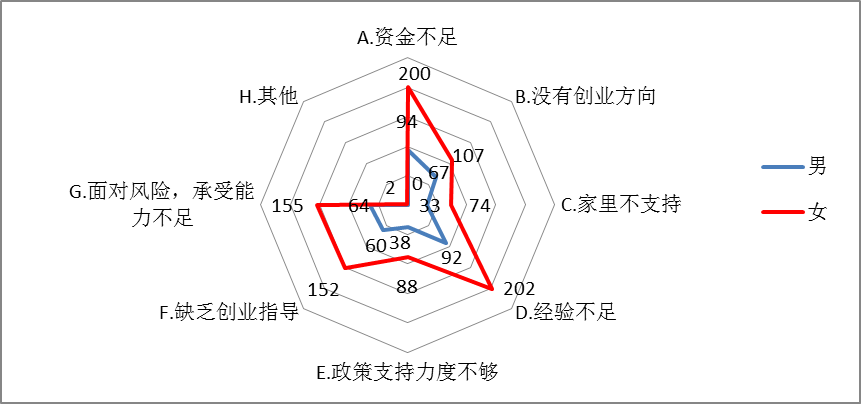 A.资金不足
200
H.其他
B.没有创业方向
94
107
67
2
0
G.面对风险，承受能
力不足
155
64
33
74
C.家里不支持
60
38
92
152
88
202
F.缺乏创业指导
D.经验不足
E.政策支持力度不够
男
女